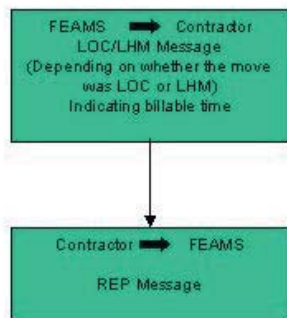 FEAMS ➡ Contractor
LOC/LHM Message
(Depending on whether the move
was LOC or LHM)
Indicating billable time
Contractor ➡ FEAMS
REP Message